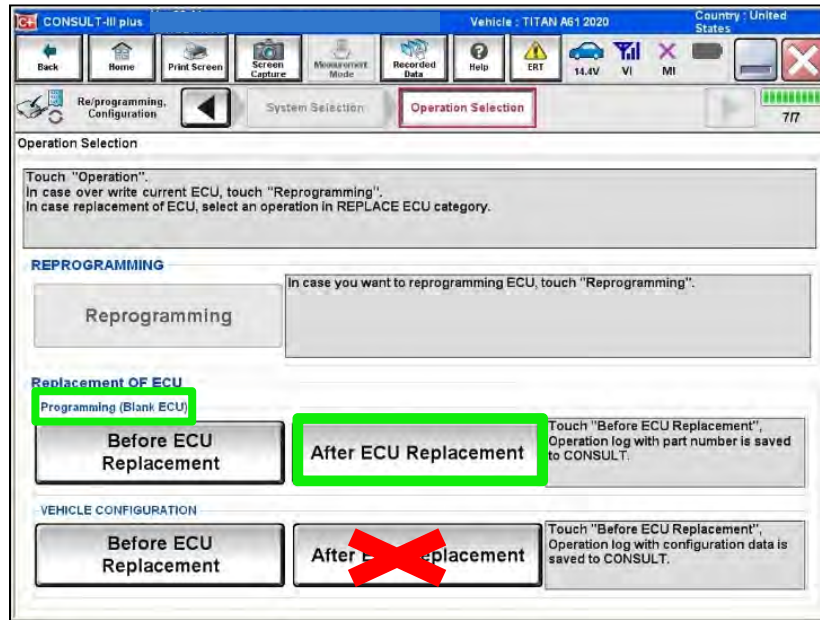 CONSULT-III plus
Vehicle : TITAN A61 2020
Country : United
States
Back
Home
Print Screen
Screen
Capture
Measurement
Mode
Recorded
Data
Help
ERT
14.4V
VI
MI
Re/programming,
Configuration
System Selection
Operation Selection
7/7
Operation Selection
Touch "Operation".
In case over write current ECU, touch "Reprogramming".
In case replacement of ECU, select an operation in REPLACE ECU category.
REPROGRAMMING
Reprogramming
In case you want to reprogramming ECU, touch "Reprogramming".
Replacement OF ECU
Programming (Blank ECU)
Before ECU
Replacement
After ECU Replacement
Touch "Before ECU Replacement",
Operation log with part number is saved
to CONSULT.
VEHICLE CONFIGURATION
Before ECU
Replacement
After E placement
Touch "Before ECU Replacement",
Operation log with configuration data is
saved to CONSULT.